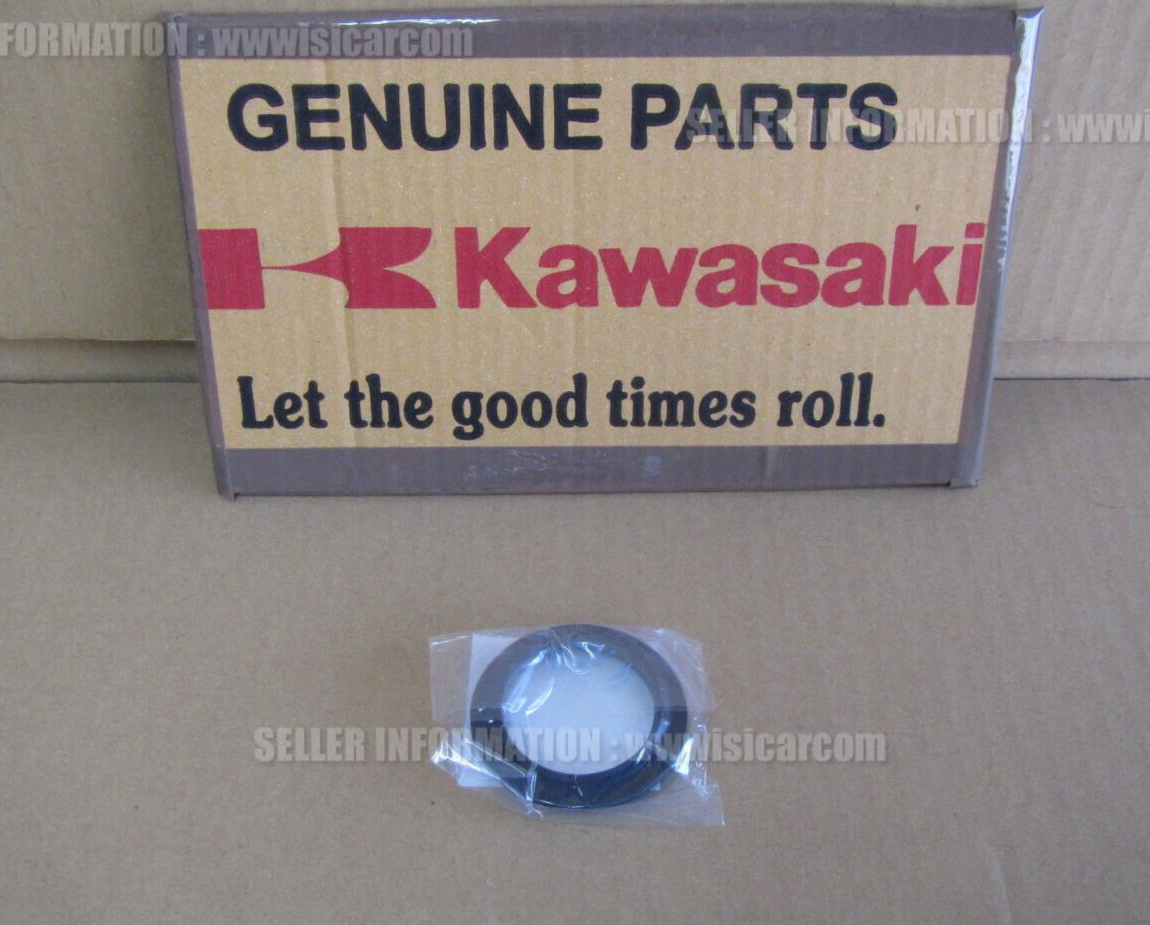 FORMATION : wwwisicarcom
GENUINE PARTS
SELLER INFORMATION : wwwi
Kawasaki
Let the good times roll.
SELLER INFORMATION : wwwisicarcom